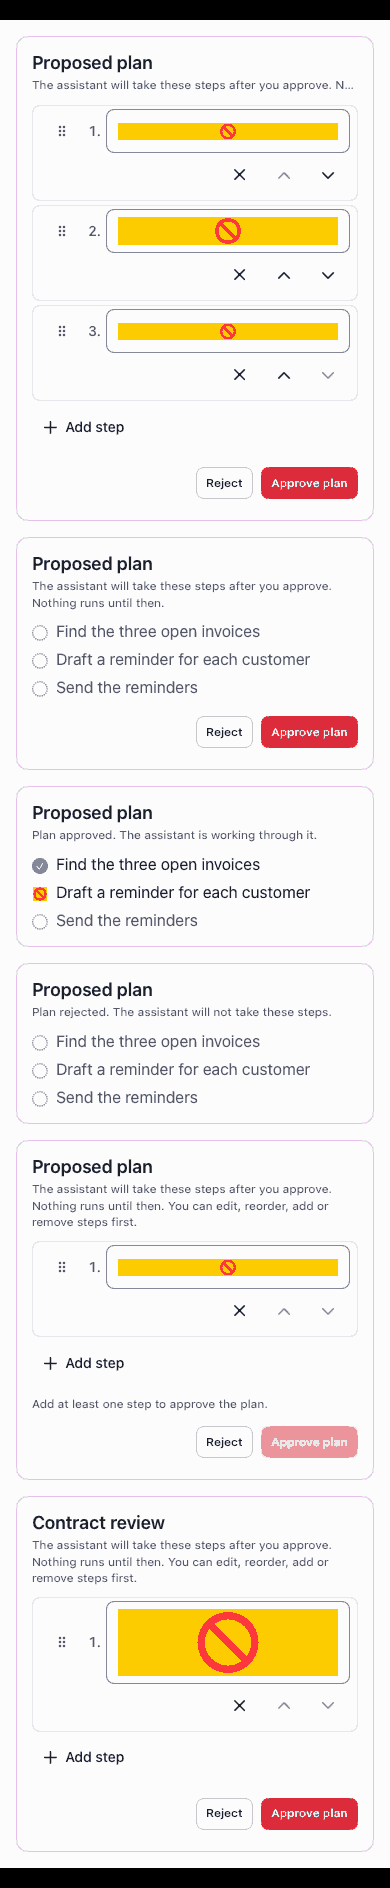 Proposed plan
The assistant will take these steps after you approve. N...
1.
2.
3.
Add step
Reject
Approve plan
Proposed plan
The assistant will take these steps after you approve.
Nothing runs until then.
Find the three open invoices
Draft a reminder for each customer
Send the reminders
Reject
Approve plan
Proposed plan
Plan approved. The assistant is working through it.
Find the three open invoices
Draft a reminder for each customer
Send the reminders
Proposed plan
Plan rejected. The assistant will not take these steps.
Find the three open invoices
Draft a reminder for each customer
Send the reminders
Proposed plan
The assistant will take these steps after you approve.
Nothing runs until then. You can edit, reorder, add or
remove steps first.
1.
Add step
Add at least one step to approve the plan.
Reject
Approve plan
Contract review
The assistant will take these steps after you approve.
Nothing runs until then. You can edit, reorder, add or
remove steps first.
1.
Add step
Reject
Approve plan